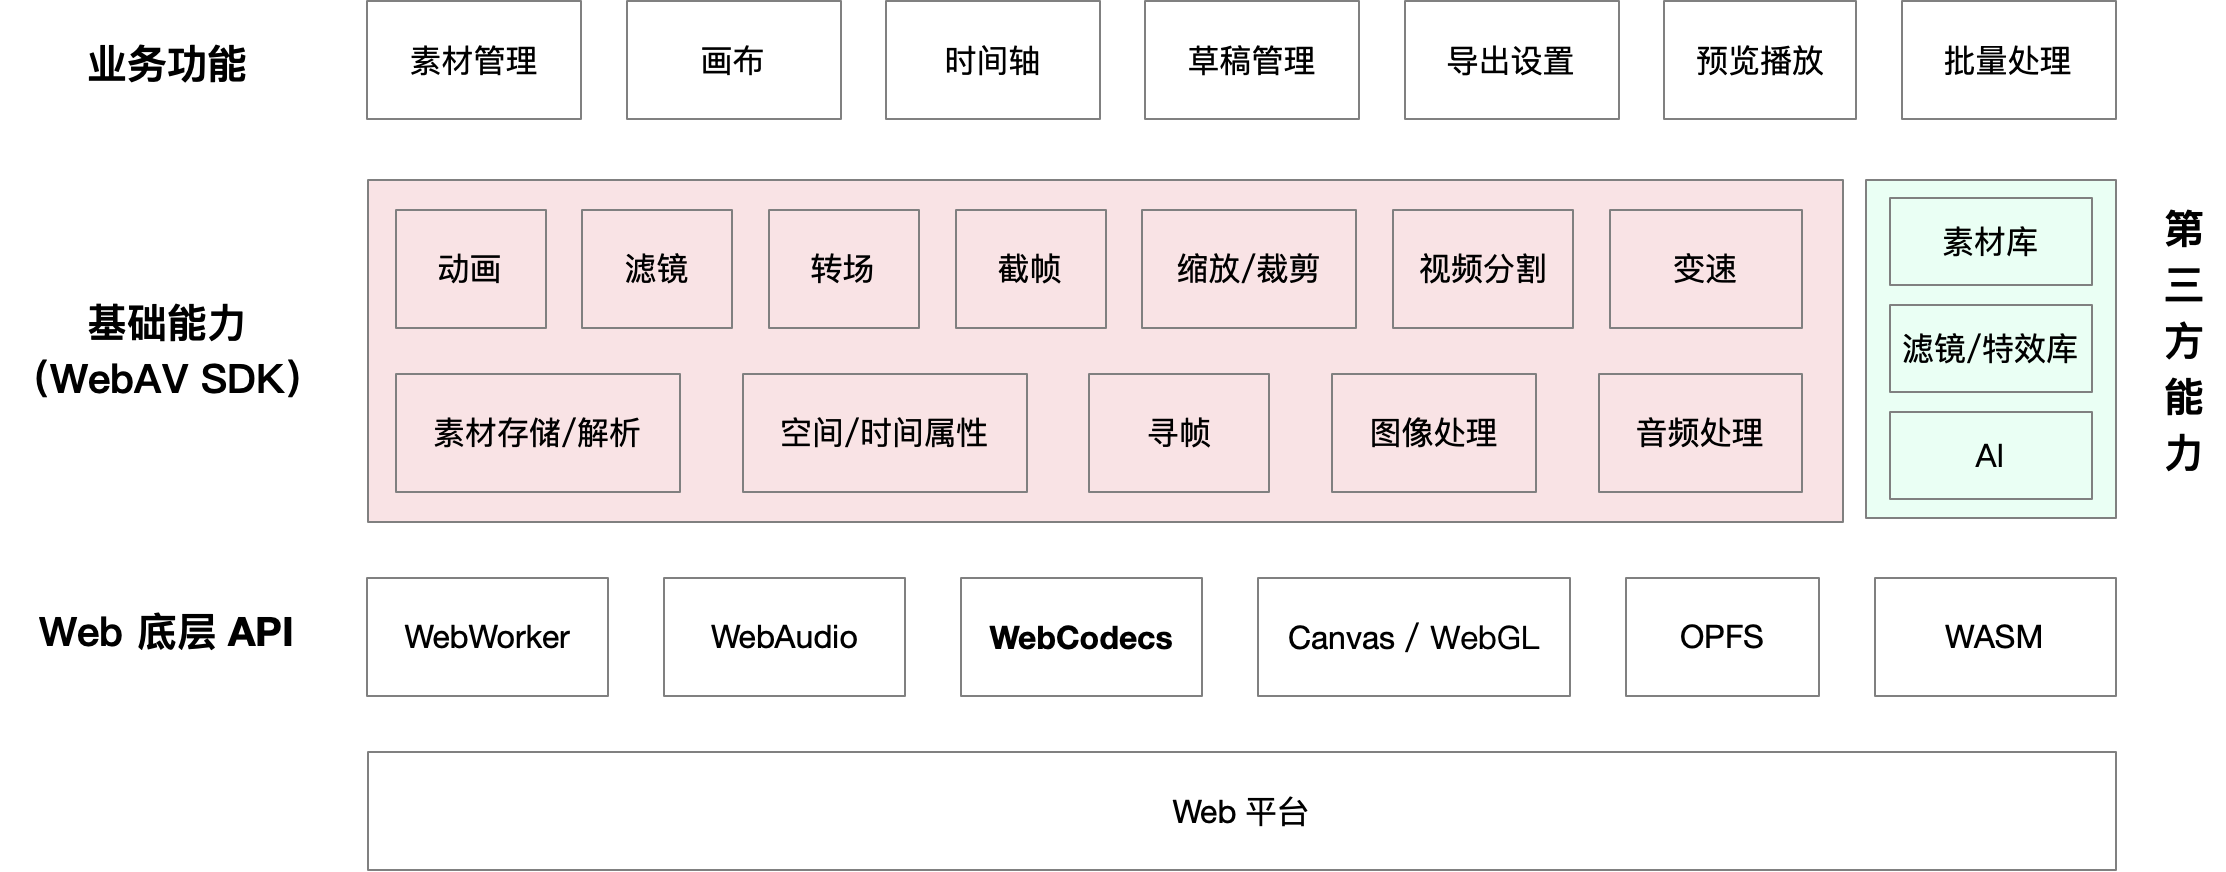 业务功能
素材管理
画布
时间轴
草稿管理
导出设置
预览播放
批量处理
基础能力
（WebAV SDK）
动画
滤镜
转场
截帧
缩放/裁剪
视频分割
变速
素材存储/解析
空间/时间属性
寻帧
图像处理
音频处理
素材库
滤镜/特效库
AI
第
三
方
能
力
Web 底层 API
WebWorker
WebAudio
WebCodecs
Canvas / WebGL
OPFS
WASM
Web 平台